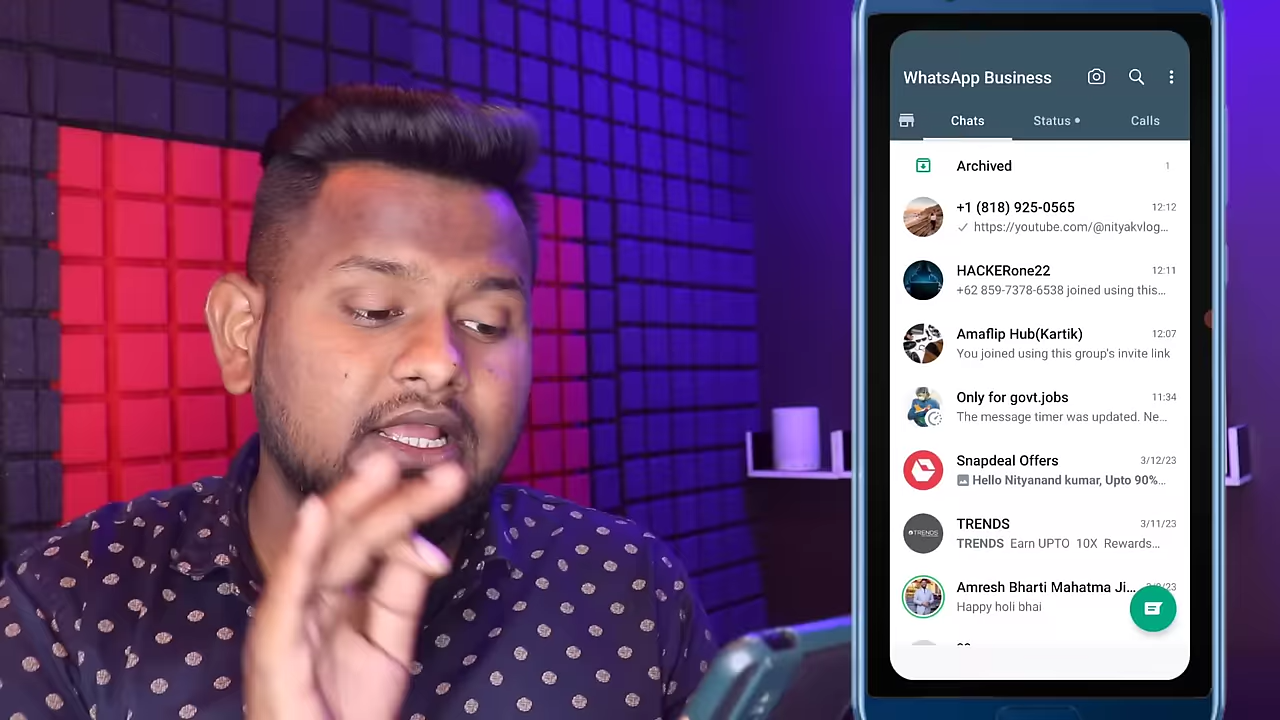 WhatsApp Business
Chats
Status
Calls
Archived
1
+1 (818) 925-0565
12:12
https://youtube.com/@nityakvlog...
HACKERone22
12:11
+62 859-7378-6538 joined using this...
Amaflip Hub(Kartik)
12:07
You joined using this group's invite link
Only for govt.jobs
11:34
The message timer was updated. Ne...
Snapdeal Offers
3/12/23
Hello Nityanand kumar, Upto 90%...
TRENDS
TRENDS
3/11/23
TRENDS Earn UPTO 10X Rewards...
Amresh Bharti Mahatma Ji...
Happy holi bhai